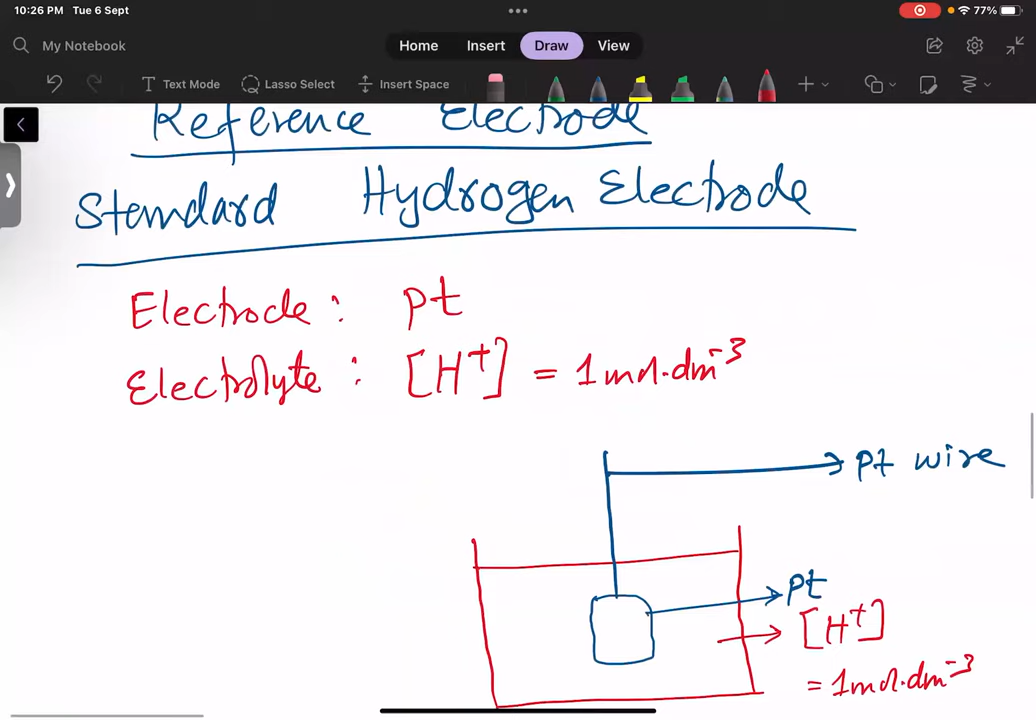 10:26 PM Tue 6 Sept
77%
My Notebook
Home Insert Draw View
Text Mode Lasso Select Insert Space
Reference Electrode
Standard Hydrogen Electrode
Electrode : Pt
Electrolyte : [H⁺] = 1mol.dm⁻³
Pt wire
Pt
[H⁺]
= 1mol.dm⁻³